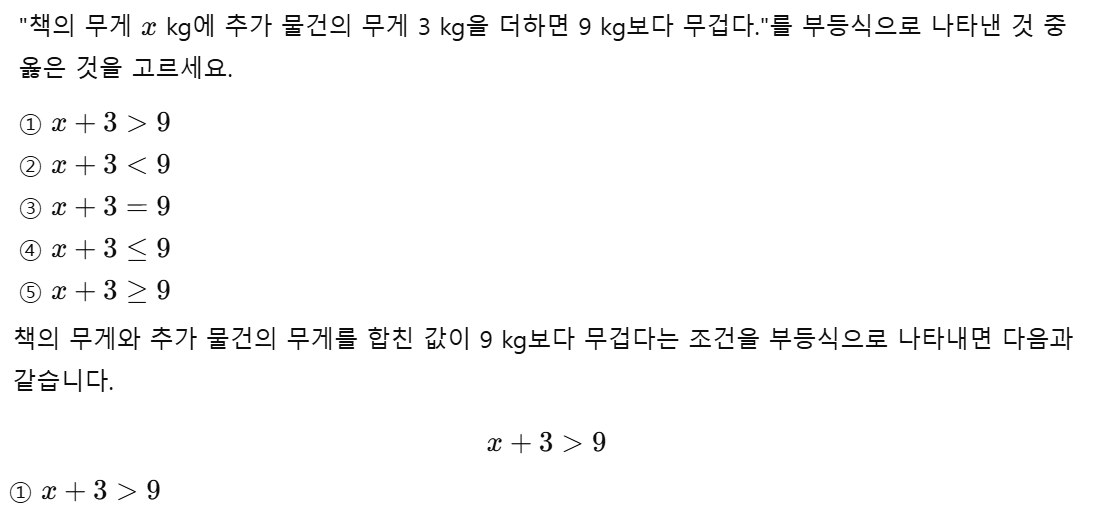 "책의 무게 x kg에 추가 물건의 무게 3 kg을 더하면 9 kg보다 무겁다."를 부등식으로 나타낸 것 중
옳은 것을 고르세요.
① x + 3 > 9
② x + 3 < 9
③ x + 3 = 9
④ x + 3 ≤ 9
⑤ x + 3 ≥ 9
책의 무게와 추가 물건의 무게를 합친 값이 9 kg보다 무겁다는 조건을 부등식으로 나타내면 다음과
같습니다.
x + 3 > 9
① x + 3 > 9